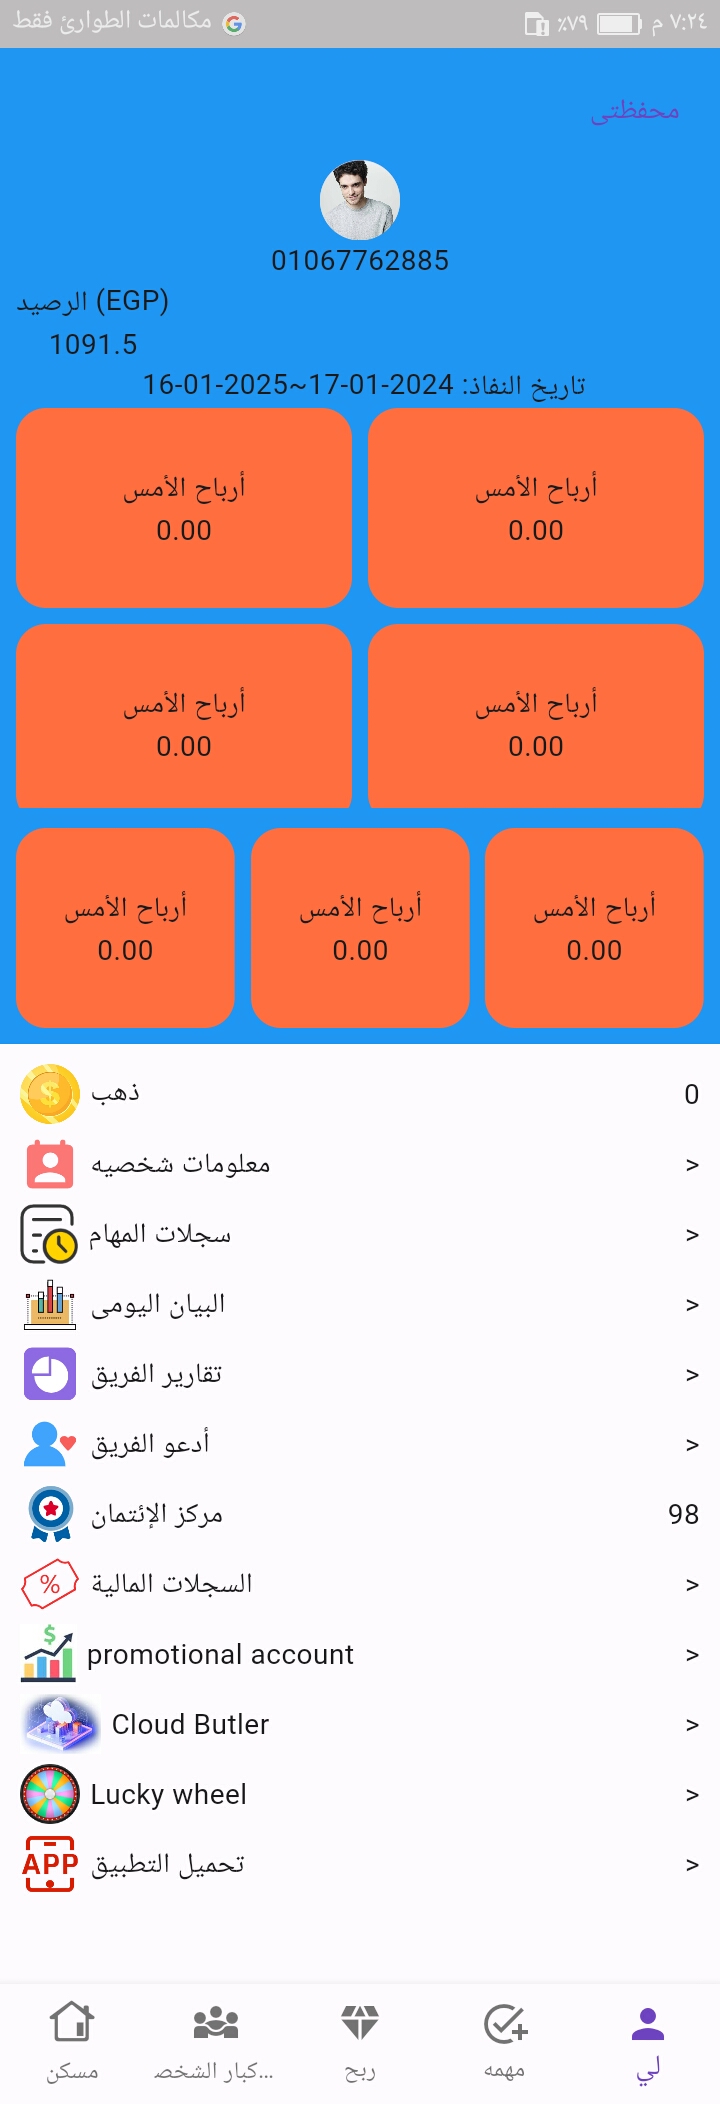 مكالمات الطوارئ فقط ٧٩٪ ٧:٢٤ م
محفظتى
01067762885
الرصيد (EGP)
1091.5
تاريخ النفاذ: 2024-01-17~2025-01-16
أرباح الأمس أرباح الأمس
0.00 0.00
أرباح الأمس أرباح الأمس
0.00 0.00
أرباح الأمس أرباح الأمس أرباح الأمس
0.00 0.00 0.00
ذهب 0
معلومات شخصيه >
سجلات المهام >
البيان اليومى >
تقارير الفريق >
أدعو الفريق >
مركز الإئتمان 98
السجلات المالية >
promotional account >
Cloud Butler >
Lucky wheel >
APP تحميل التطبيق >
مسكن كبار الشخص... ربح مهمه لي